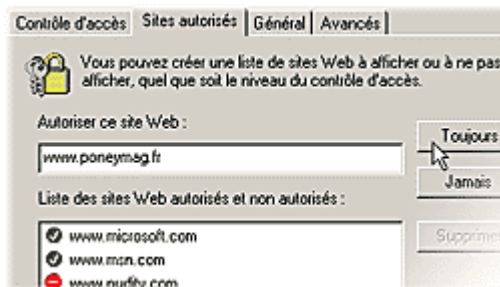 Contrôle d'accès Sites autorisés Général Avancés
Vous pouvez créer une liste de sites Web à afficher ou à ne pas
afficher, quel que soit le niveau du contrôle d'accès.
Autoriser ce site Web :
Toujours
www.poneymag.fr
Jamais
Liste des sites Web autorisés et non autorisés :
www.microsoft.com
Supprimer
www.msn.com
www.nudity.com